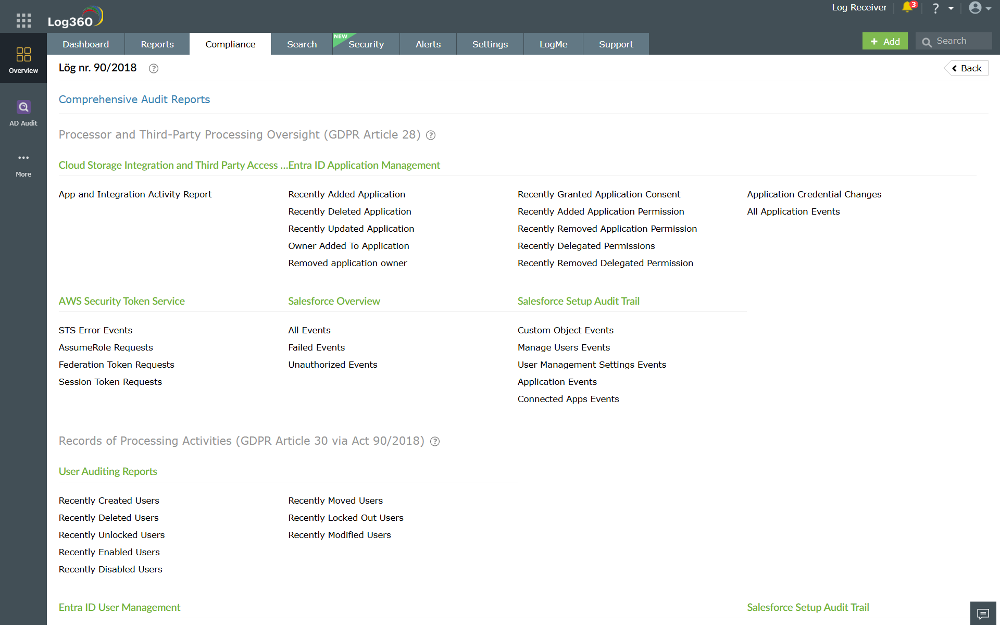 Log360
Log Receiver
3
?
Dashboard
Reports
Compliance
Search
NEW
Security
Alerts
Settings
LogMe
Support
+ Add
Search
Overview
AD Audit
More
Lög nr. 90/2018 ?
Back
Comprehensive Audit Reports
Processor and Third-Party Processing Oversight (GDPR Article 28) ?
Cloud Storage Integration and Third Party Access ...
App and Integration Activity Report
Entra ID Application Management
Recently Added Application
Recently Deleted Application
Recently Updated Application
Owner Added To Application
Removed application owner
Recently Granted Application Consent
Recently Added Application Permission
Recently Removed Application Permission
Recently Delegated Permissions
Recently Removed Delegated Permission
Application Credential Changes
All Application Events
AWS Security Token Service
STS Error Events
AssumeRole Requests
Federation Token Requests
Session Token Requests
Salesforce Overview
All Events
Failed Events
Unauthorized Events
Salesforce Setup Audit Trail
Custom Object Events
Manage Users Events
User Management Settings Events
Application Events
Connected Apps Events
Records of Processing Activities (GDPR Article 30 via Act 90/2018) ?
User Auditing Reports
Recently Created Users
Recently Deleted Users
Recently Unlocked Users
Recently Enabled Users
Recently Disabled Users
Recently Moved Users
Recently Locked Out Users
Recently Modified Users
Entra ID User Management
Salesforce Setup Audit Trail